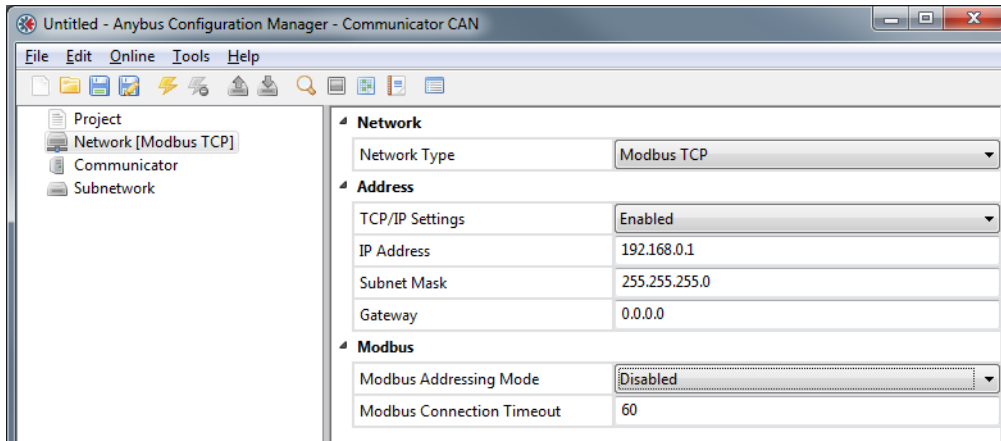 Untitled - Anybus Configuration Manager - Communicator CAN
File Edit Online Tools Help
Project
Network [Modbus TCP]
Communicator
Subnetwork
Network
Network Type Modbus TCP
Address
TCP/IP Settings Enabled
IP Address 192.168.0.1
Subnet Mask 255.255.255.0
Gateway 0.0.0.0
Modbus
Modbus Addressing Mode Disabled
Modbus Connection Timeout 60